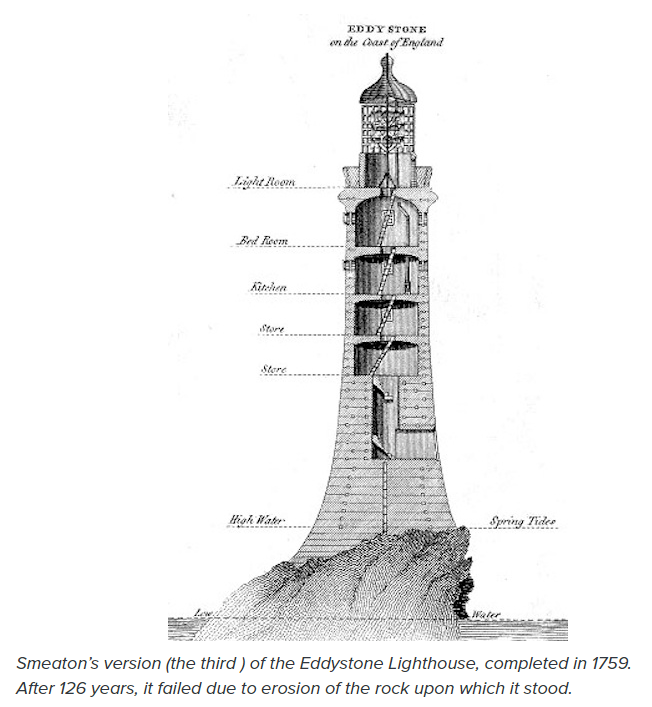 EDDY STONE
on the Coast of England
Light Room
Bed Room
Kitchen
Store
Store
High Water Spring Tides
Low Water
Smeaton's version (the third ) of the Eddystone Lighthouse, completed in 1759.
After 126 years, it failed due to erosion of the rock upon which it stood.